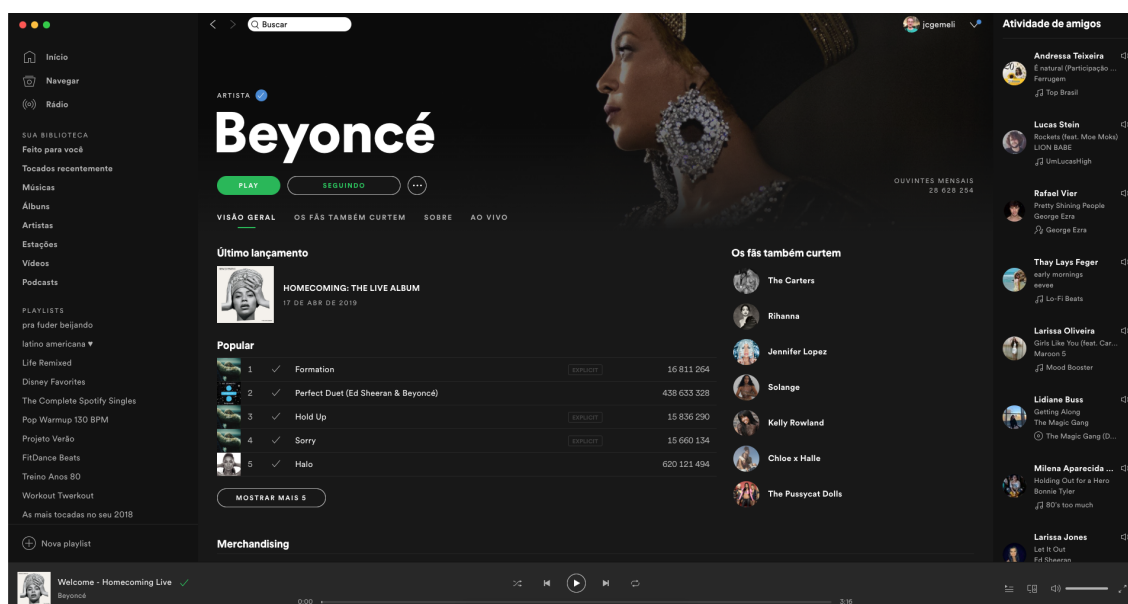 Início
Navegar
Rádio
SUA BIBLIOTECA
Feito para você
Tocados recentemente
Músicas
Álbuns
Artistas
Estações
Vídeos
Podcasts
PLAYLISTS
pra fuder beijando
latino americana ♥
Life Remixed
Disney Favorites
The Complete Spotify Singles
Pop Warmup 130 BPM
Projeto Verão
FitDance Beats
Treino Anos 80
Workout Twerkout
As mais tocadas no seu 2018
Nova playlist
Buscar
jcgemeli
ARTISTA
Beyoncé
PLAY SEGUINDO
OUVINTES MENSAIS
28 628 254
VISÃO GERAL OS FÃS TAMBÉM CURTEM SOBRE AO VIVO
Último lançamento
HOMECOMING: THE LIVE ALBUM
17 DE ABR DE 2019
Popular
1 Formation EXPLICIT 16 811 264
2 Perfect Duet (Ed Sheeran & Beyoncé) 438 633 328
3 Hold Up EXPLICIT 15 836 290
4 Sorry EXPLICIT 15 660 134
5 Halo 620 121 494
MOSTRAR MAIS 5
Merchandising
Os fãs também curtem
The Carters
Rihanna
Jennifer Lopez
Solange
Kelly Rowland
Chloe x Halle
The Pussycat Dolls
Atividade de amigos
Andressa Teixeira
É natural (Participação ...
Ferrugem
Top Brasil
Lucas Stein
Rockets (feat. Moe Moks)
LION BABE
UmLucasHigh
Rafael Vier
Pretty Shining People
George Ezra
George Ezra
Thay Lays Feger
early mornings
eevee
Lo-Fi Beats
Larissa Oliveira
Girls Like You (feat. Car...
Maroon 5
Mood Booster
Lidiane Buss
Getting Along
The Magic Gang
The Magic Gang (D...
Milena Aparecida ...
Holding Out for a Hero
Bonnie Tyler
80's too much
Larissa Jones
Let It Out
Ed Sheeran
Welcome - Homecoming Live
Beyoncé
0:00
3:16